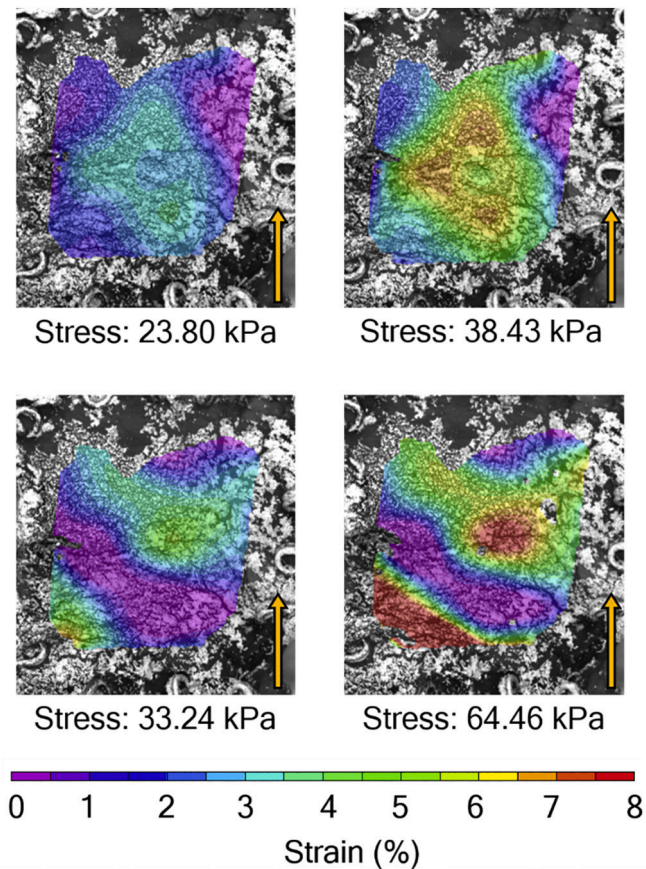 Stress: 23.80 kPa
Stress: 38.43 kPa
Stress: 33.24 kPa
Stress: 64.46 kPa
0 1 2 3 4 5 6 7 8
Strain (%)